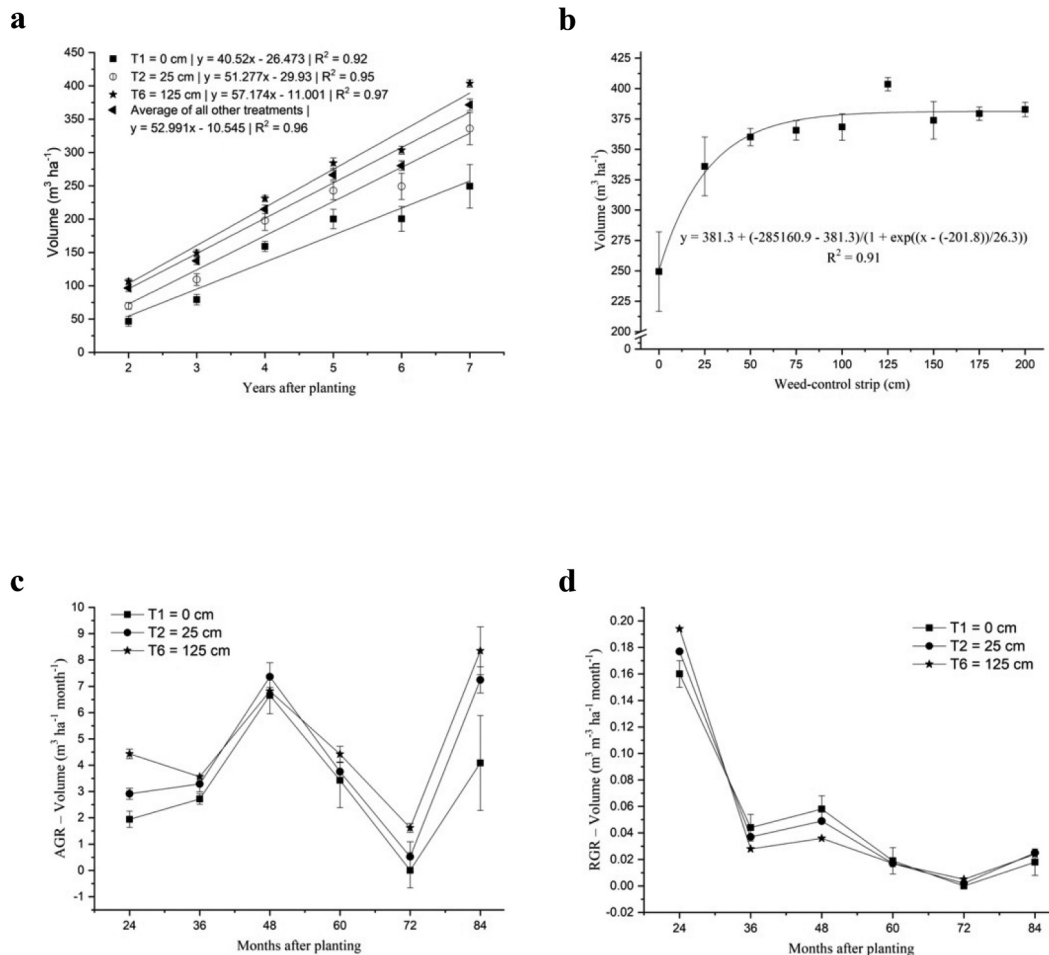 a
T1 = 0 cm | y = 40.52x - 26.473 | R² = 0.92
T2 = 25 cm | y = 51.277x - 29.93 | R² = 0.95
T6 = 125 cm | y = 57.174x - 11.001 | R² = 0.97
Average of all other treatments |
y = 52.991x - 10.545 | R² = 0.96
Volume (m³ ha⁻¹)
450
400
350
300
250
200
150
100
50
0
2 3 4 5 6 7
Years after planting
b
Volume (m³ ha⁻¹)
425
400
375
350
325
300
275
250
225
200
0
y = 381.3 + (-285160.9 - 381.3)/(1 + exp((x - (-201.8))/26.3))
R² = 0.91
0 25 50 75 100 125 150 175 200
Weed-control strip (cm)
c
T1 = 0 cm
T2 = 25 cm
T6 = 125 cm
AGR – Volume (m³ ha⁻¹ month⁻¹)
10
9
8
7
6
5
4
3
2
1
0
-1
24 36 48 60 72 84
Months after planting
d
T1 = 0 cm
T2 = 25 cm
T6 = 125 cm
RGR – Volume (m³ m⁻³ ha⁻¹ month⁻¹)
0.20
0.18
0.16
0.14
0.12
0.10
0.08
0.06
0.04
0.02
0.00
-0.02
24 36 48 60 72 84
Months after planting